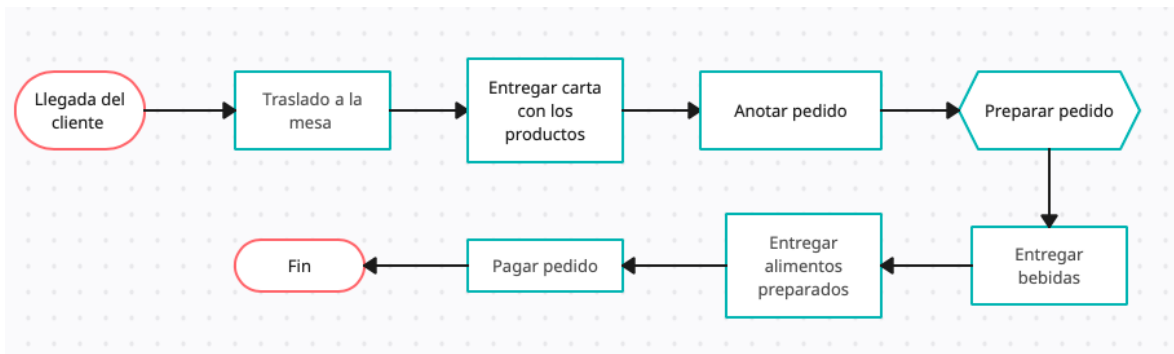 Llegada del
cliente
Traslado a la
mesa
Entregar carta
con los
productos
Anotar pedido
Preparar pedido
Entregar
bebidas
Entregar
alimentos
preparados
Pagar pedido
Fin